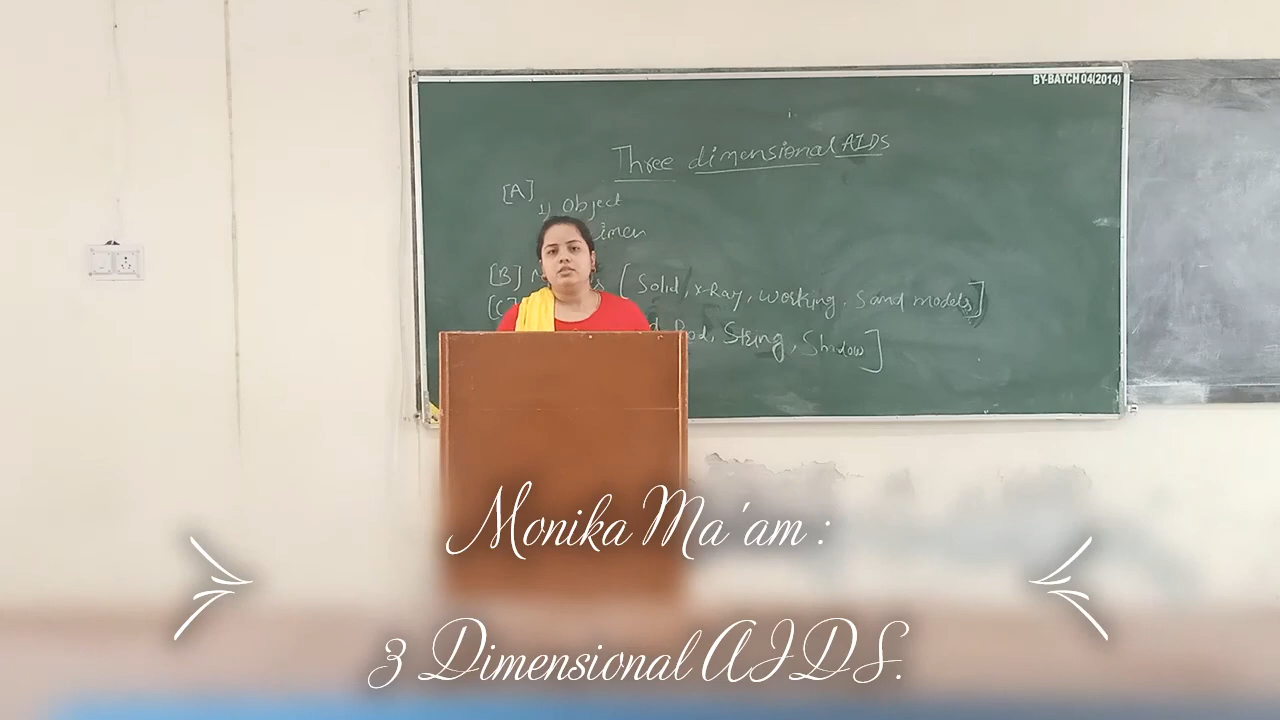 BY-BATCH 04(2014)
Three dimensional AIDS
[A]
1) Object
imen
[B] [Solid, X-Ray, Working, Sand models]
[C] Rod, String, Shadow]
Monika Ma'am :
3 Dimensional AIDS.